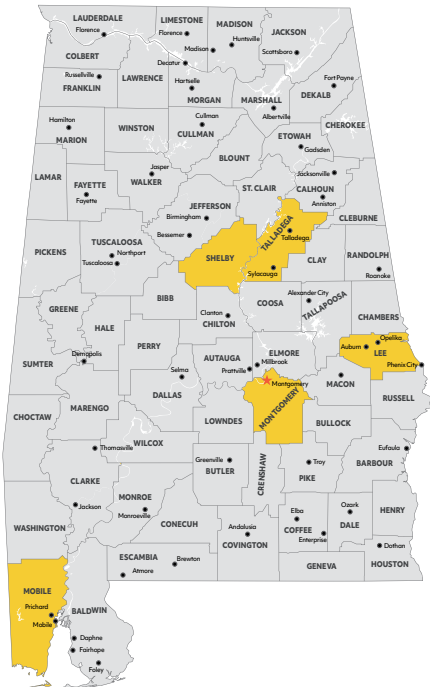 LAUDERDALE
LIMESTONE
MADISON
JACKSON
Florence
Florence
Huntsville
Madison
Scottsboro
COLBERT
Decatur
Russellville
LAWRENCE
Hartselle
Fort Payne
FRANKLIN
MORGAN
MARSHALL
DEKALB
Albertville
Hamilton
Cullman
WINSTON
CULLMAN
ETOWAH
CHEROKEE
MARION
Gadsden
BLOUNT
Jasper
Jacksonville
LAMAR
WALKER
FAYETTE
ST. CLAIR
CALHOUN
Fayette
Anniston
JEFFERSON
Birmingham
CLEBURNE
TALLADEGA
Bessemer
Talladega
TUSCALOOSA
PICKENS
Northport
SHELBY
CLAY
RANDOLPH
Tuscaloosa
Sylacauga
Roanoke
BIBB
COOSA
Alexander City
TALLAPOOSA
GREENE
Clanton
CHAMBERS
HALE
CHILTON
PERRY
Opelika
Auburn
LEE
Demopolis
AUTAUGA
ELMORE
SUMTER
Millbrook
Phenix City
Selma
Prattville
MACON
Montgomery
DALLAS
RUSSELL
MARENGO
MONTGOMERY
CHOCTAW
LOWNDES
BULLOCK
WILCOX
Thomasville
Eufaula
Greenville
CRENSHAW
Troy
BARBOUR
BUTLER
PIKE
CLARKE
MONROE
Jackson
Monroeville
Elba
Ozark
HENRY
WASHINGTON
CONECUH
Andalusia
COFFEE
DALE
Enterprise
COVINGTON
Dothan
ESCAMBIA
Brewton
GENEVA
HOUSTON
Atmore
MOBILE
Prichard
BALDWIN
Mobile
Daphne
Fairhope
Foley